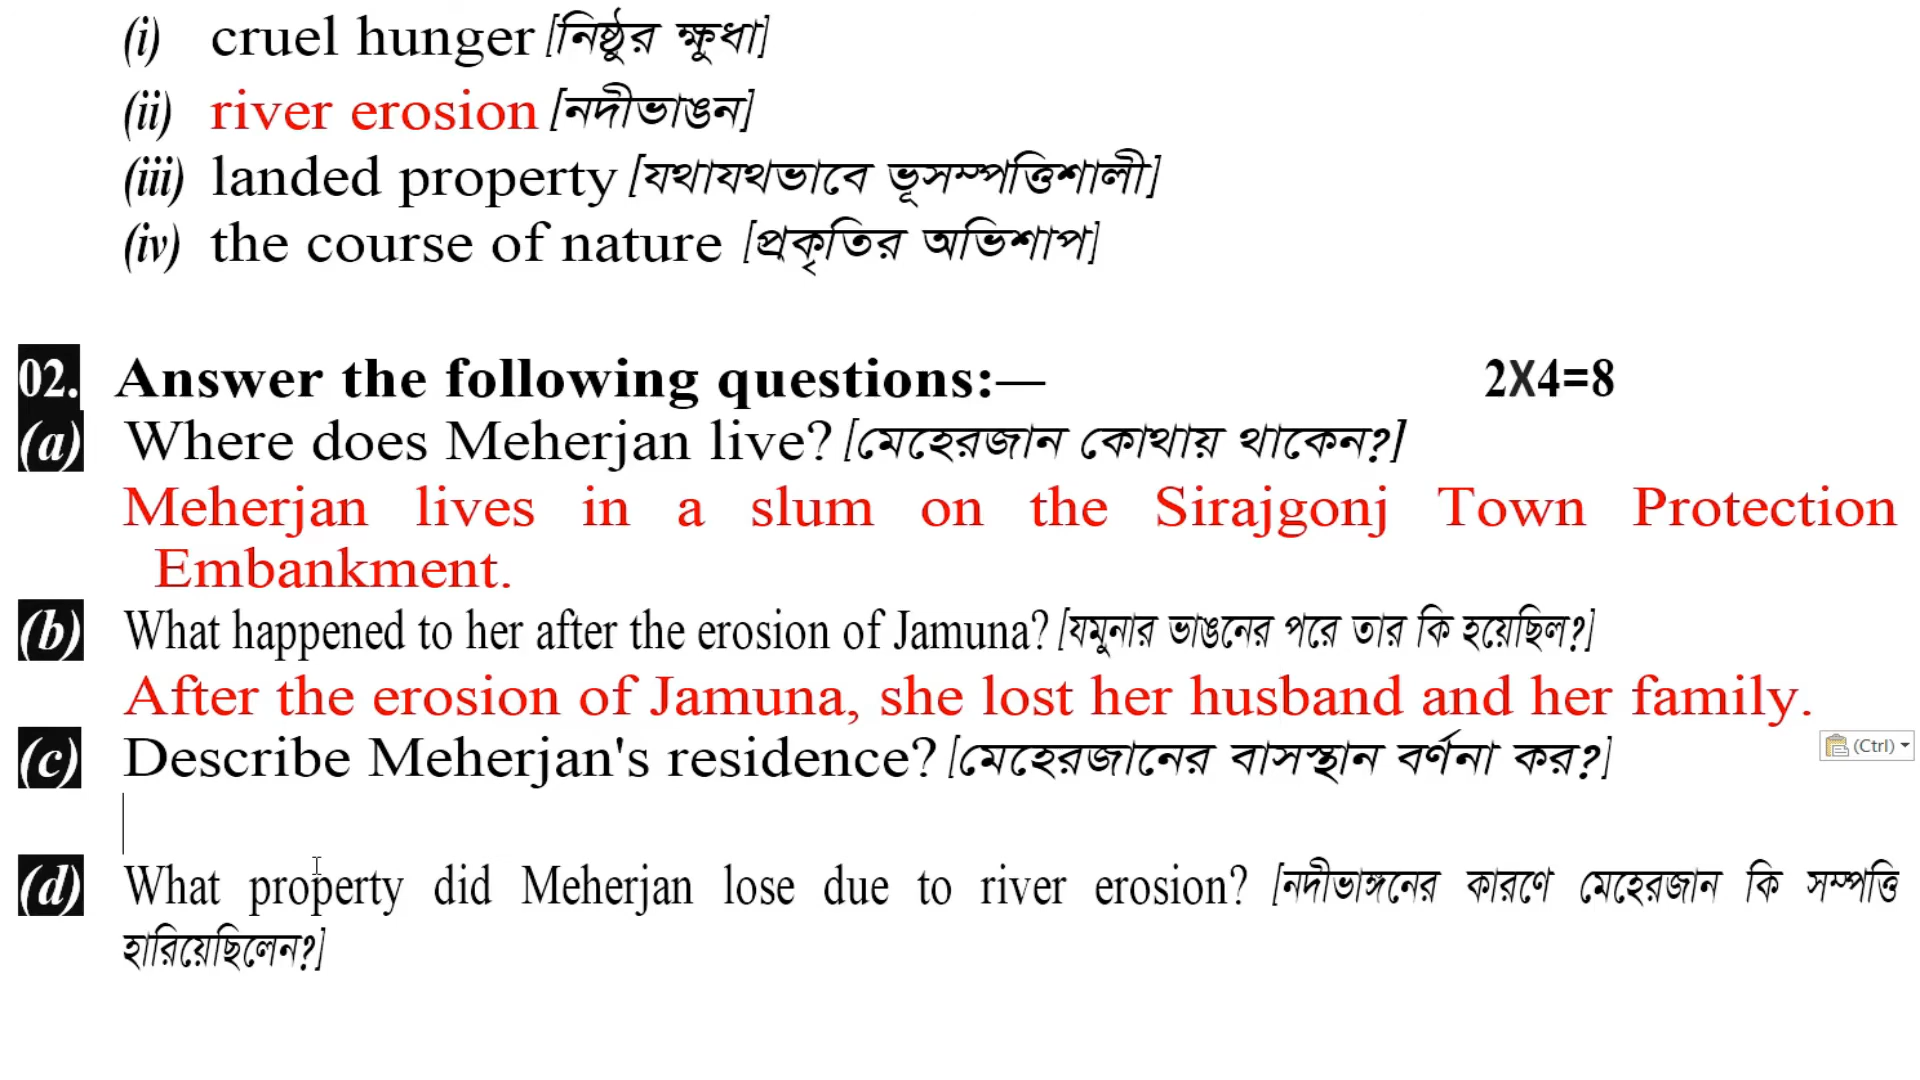 (i) cruel hunger [নিষ্ঠুর ক্ষুধা]
(ii) river erosion [নদীভাঙন]
(iii) landed property [যথাযথভাবে ভূসম্পত্তিশালী]
(iv) the course of nature [প্রকৃতির অভিশাপ]
02. Answer the following questions:— 2X4=8
(a) Where does Meherjan live? [মেহেরজান কোথায় থাকেন?]
Meherjan lives in a slum on the Sirajgonj Town Protection
Embankment.
(b) What happened to her after the erosion of Jamuna? [যমুনার ভাঙনের পরে তার কি হয়েছিল?]
After the erosion of Jamuna, she lost her husband and her family.
(c) Describe Meherjan's residence? [মেহেরজানের বাসস্থান বর্ণনা কর?]
(Ctrl)
(d) What property did Meherjan lose due to river erosion? [নদীভাঙ্গনের কারণে মেহেরজান কি সম্পত্তি
হারিয়েছিলেন?]